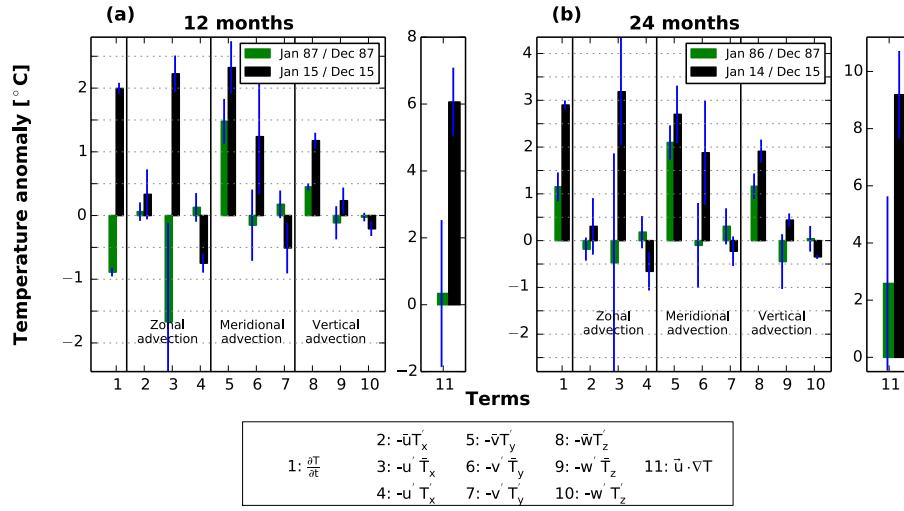 (a)
12 months
(b)
24 months
Temperature anomaly [°C]
2
1
0
−1
−2
Jan 87 / Dec 87
Jan 15 / Dec 15
Zonal advection
Meridional advection
Vertical advection
1 2 3 4 5 6 7 8 9 10
8
6
4
2
0
−2
11
4
3
2
1
0
−1
−2
Jan 86 / Dec 87
Jan 14 / Dec 15
Zonal advection
Meridional advection
Vertical advection
1 2 3 4 5 6 7 8 9 10
10
8
6
4
2
0
11
Terms
2: -ūT′x 5: -v̄T′y 8: -w̄T′z
1: ∂T/∂t 3: -u′ T̄x 6: -v′ T̄y 9: -w′ T̄z 11: u⃗ · ∇T
4: -u′ T′x 7: -v′ T′y 10: -w′ T′z